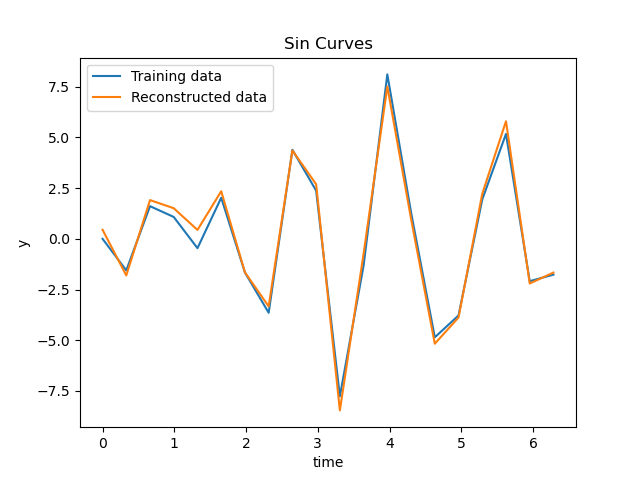 Sin Curves
Training data
Reconstructed data
7.5
5.0
2.5
0.0
−2.5
−5.0
−7.5
y
0 1 2 3 4 5 6
time